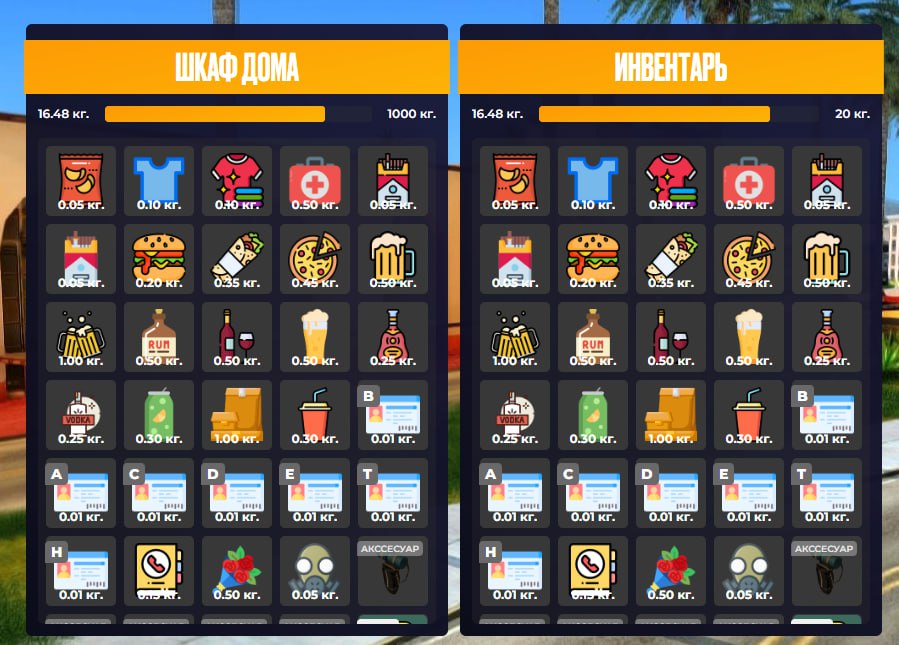 ШКАФ ДОМА
16.48 кг. 1000 кг.
0.05 кг. 0.10 кг. 0.10 кг. 0.50 кг. 0.05 кг.
0.05 кг. 0.20 кг. 0.35 кг. 0.45 кг. 0.50 кг.
RUM
1.00 кг. 0.50 кг. 0.50 кг. 0.50 кг. 0.25 кг.
B
VODKA
0.25 кг. 0.30 кг. 1.00 кг. 0.30 кг. 0.01 кг.
A C D E T
0.01 кг. 0.01 кг. 0.01 кг. 0.01 кг. 0.01 кг.
H АКССЕСУАР
0.01 кг. 0.15 кг. 0.50 кг. 0.05 кг.
ИНВЕНТАРЬ
16.48 кг. 20 кг.
0.05 кг. 0.10 кг. 0.10 кг. 0.50 кг. 0.05 кг.
0.05 кг. 0.20 кг. 0.35 кг. 0.45 кг. 0.50 кг.
RUM
1.00 кг. 0.50 кг. 0.50 кг. 0.50 кг. 0.25 кг.
B
VODKA
0.25 кг. 0.30 кг. 1.00 кг. 0.30 кг. 0.01 кг.
A C D E T
0.01 кг. 0.01 кг. 0.01 кг. 0.01 кг. 0.01 кг.
H АКССЕСУАР
0.01 кг. 0.15 кг. 0.50 кг. 0.05 кг.